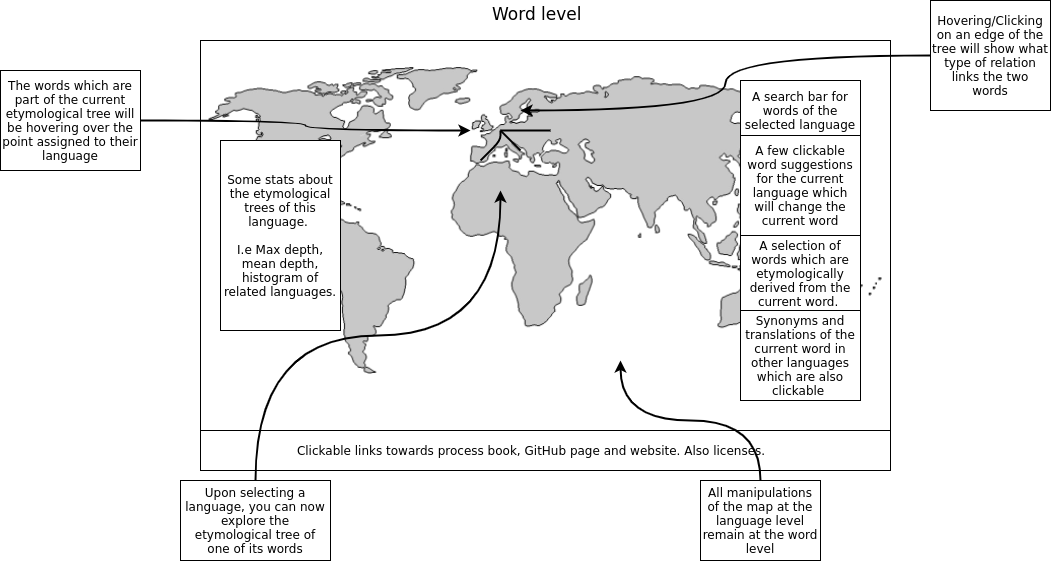 Word level
Hovering/Clicking
on an edge of the
tree will show what
type of relation
links the two
words
The words which are
part of the current
etymological tree will
be hovering over the
point assigned to their
language
A search bar for
words of the
selected language
A few clickable
word suggestions
for the current
language which
will change the
current word
Some stats about
the etymological
trees of this
language.
I.e Max depth,
mean depth,
histogram of
related languages.
A selection of
words which are
etymologically
derived from the
current word.
Synonyms and
translations of the
current word in
other languages
which are also
clickable
Clickable links towards process book, GitHub page and website. Also licenses.
Upon selecting a
language, you can now
explore the
etymological tree of
one of its words
All manipulations
of the map at the
language level
remain at the word
level